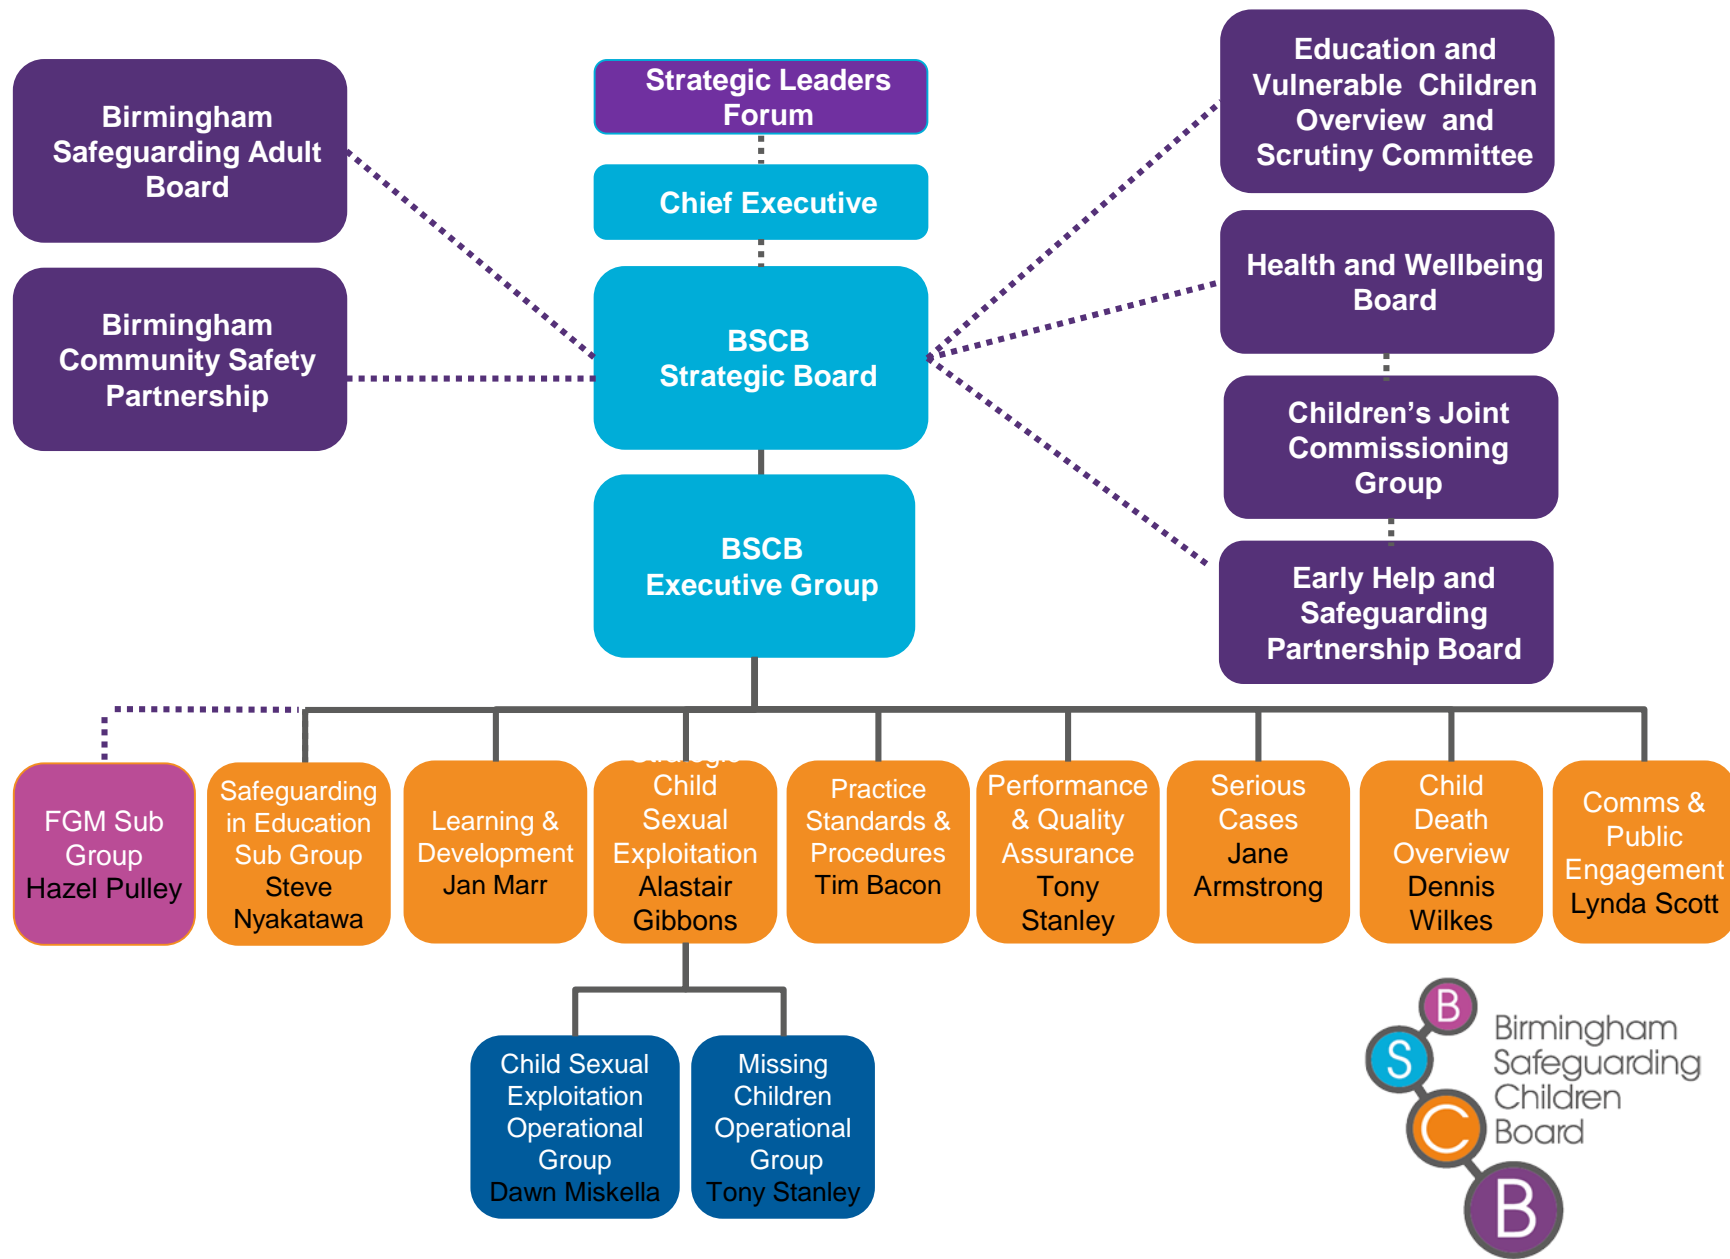 Birmingham
Safeguarding Adult
Board
Strategic Leaders
Forum
Education and
Vulnerable Children
Overview and
Scrutiny Committee
Chief Executive
Birmingham
Community Safety
Partnership
BSCB
Strategic Board
Health and Wellbeing
Board
Children’s Joint
Commissioning
Group
BSCB
Executive Group
Early Help and
Safeguarding
Partnership Board
FGM Sub
Group
Hazel Pulley
Safeguarding
in Education
Sub Group
Steve
Nyakatawa
Learning &
Development
Jan Marr
Strategic
Child
Sexual
Exploitation
Alastair
Gibbons
Practice
Standards &
Procedures
Tim Bacon
Performance
& Quality
Assurance
Tony
Stanley
Serious
Cases
Jane
Armstrong
Child
Death
Overview
Dennis
Wilkes
Comms &
Public
Engagement
Lynda Scott
Child Sexual
Exploitation
Operational
Group
Dawn Miskella
Missing
Children
Operational
Group
Tony Stanley
B
S
C
B
Birmingham
Safeguarding
Children
Board